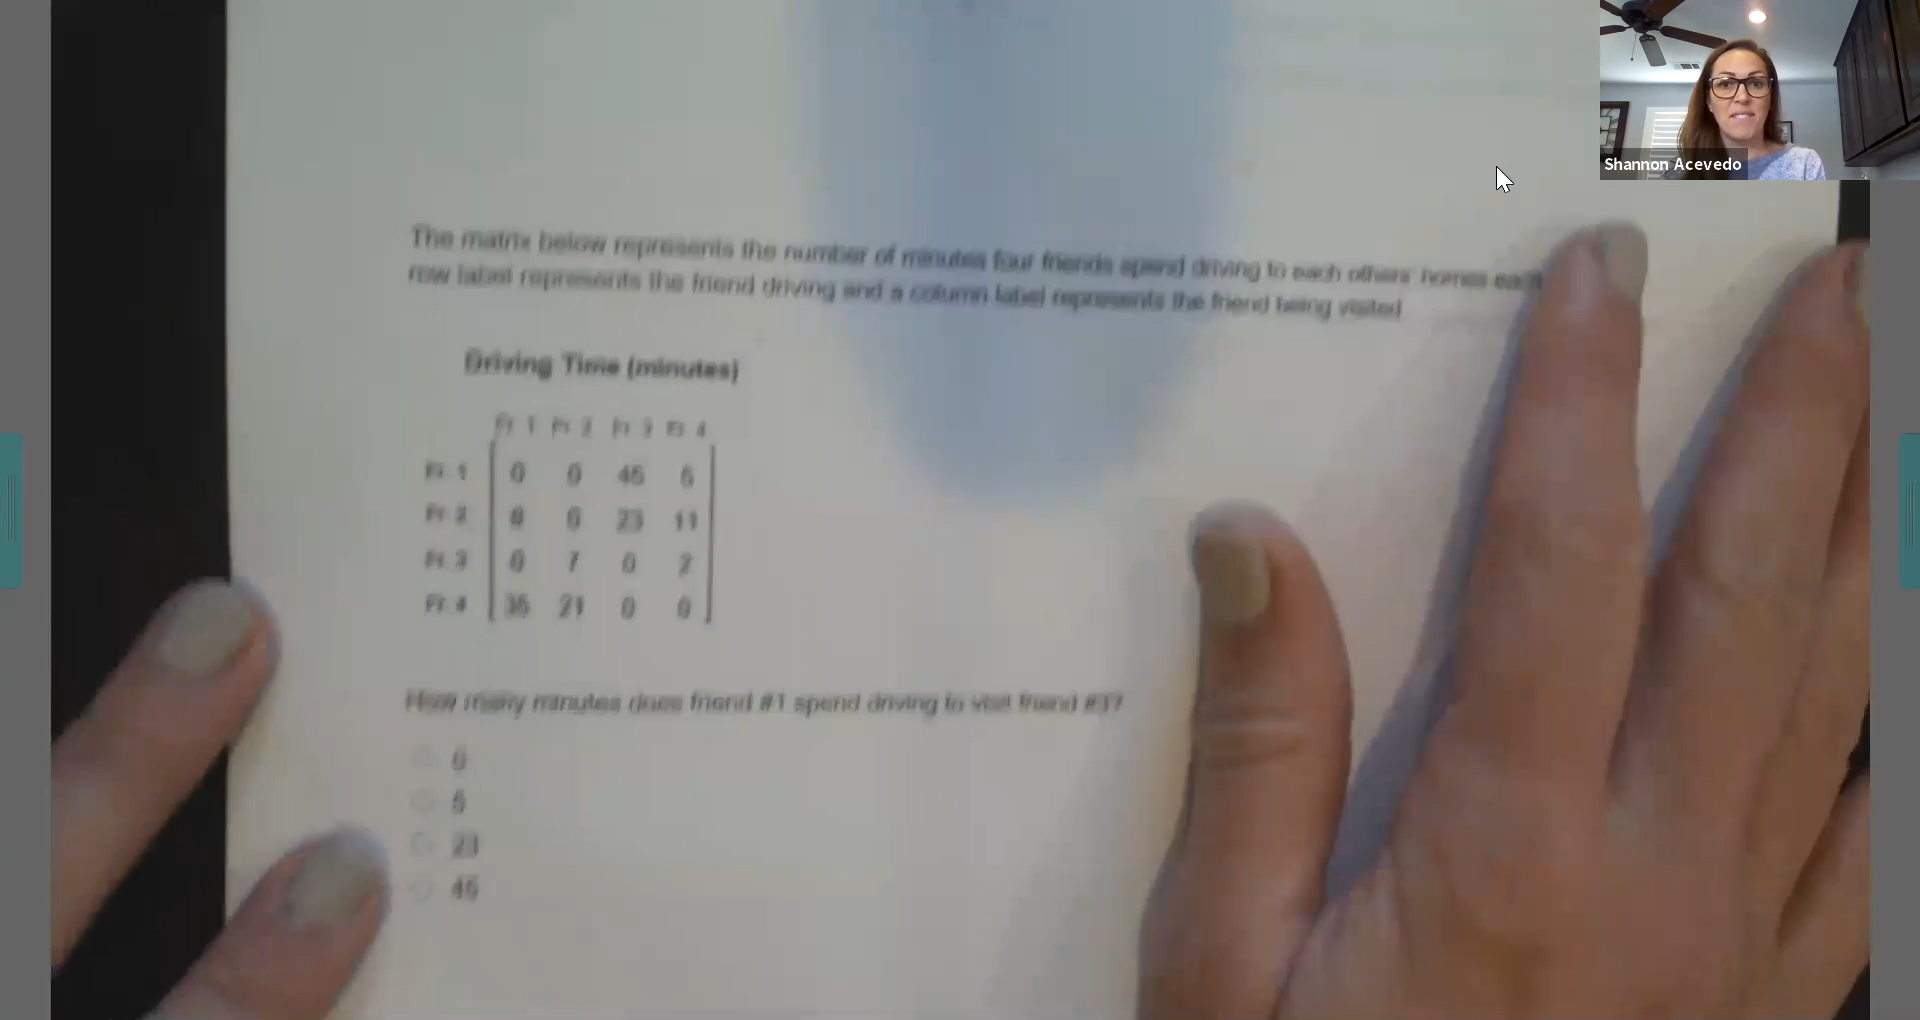 Shannon Acevedo
The matrix below represents the number of minutes four friends spend driving to each others' homes each
row label represents the friend driving and a column label represents the friend being visited
Driving Time (minutes)
Fr. 1 Fr. 2 Fr. 3 Fr. 4
Fr. 1 0 0 45 5
Fr. 2 8 0 23 11
Fr. 3 0 7 0 2
Fr. 4 35 21 0 0
How many minutes does friend #1 spend driving to visit friend #3?
0
5
23
45